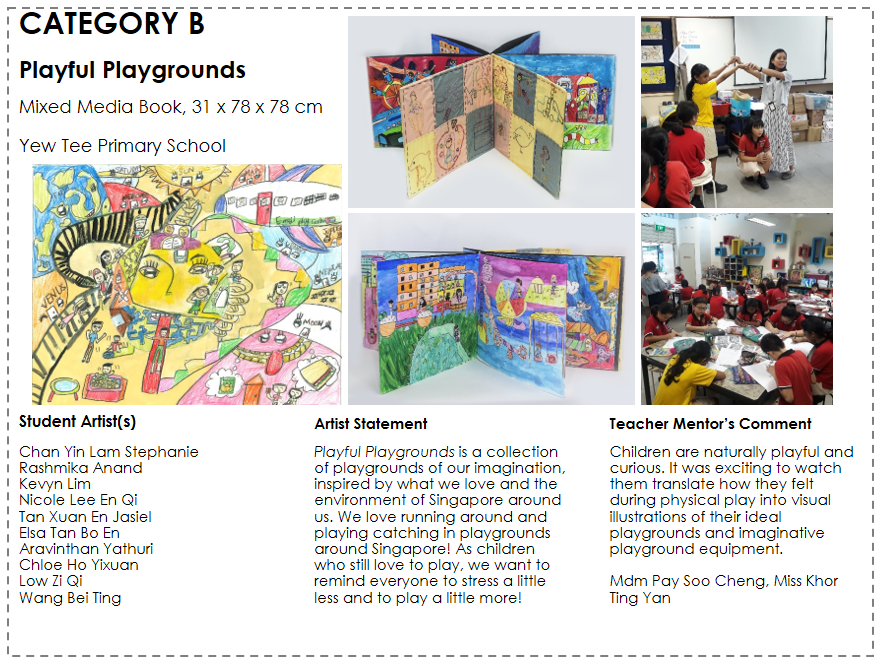 CATEGORY B
Playful Playgrounds
Mixed Media Book, 31 x 78 x 78 cm
Yew Tee Primary School
SUN
VENUS
MOON
Student Artist(s)
Chan Yin Lam Stephanie
Rashmika Anand
Kevyn Lim
Nicole Lee En Qi
Tan Xuan En Jasiel
Elsa Tan Bo En
Aravinthan Yathuri
Chloe Ho Yixuan
Low Zi Qi
Wang Bei Ting
Artist Statement
Playful Playgrounds is a collection
of playgrounds of our imagination,
inspired by what we love and the
environment of Singapore around
us. We love running around and
playing catching in playgrounds
around Singapore! As children
who still love to play, we want to
remind everyone to stress a little
less and to play a little more!
Teacher Mentor’s Comment
Children are naturally playful and
curious. It was exciting to watch
them translate how they felt
during physical play into visual
illustrations of their ideal
playgrounds and imaginative
playground equipment.
Mdm Pay Soo Cheng, Miss Khor
Ting Yan